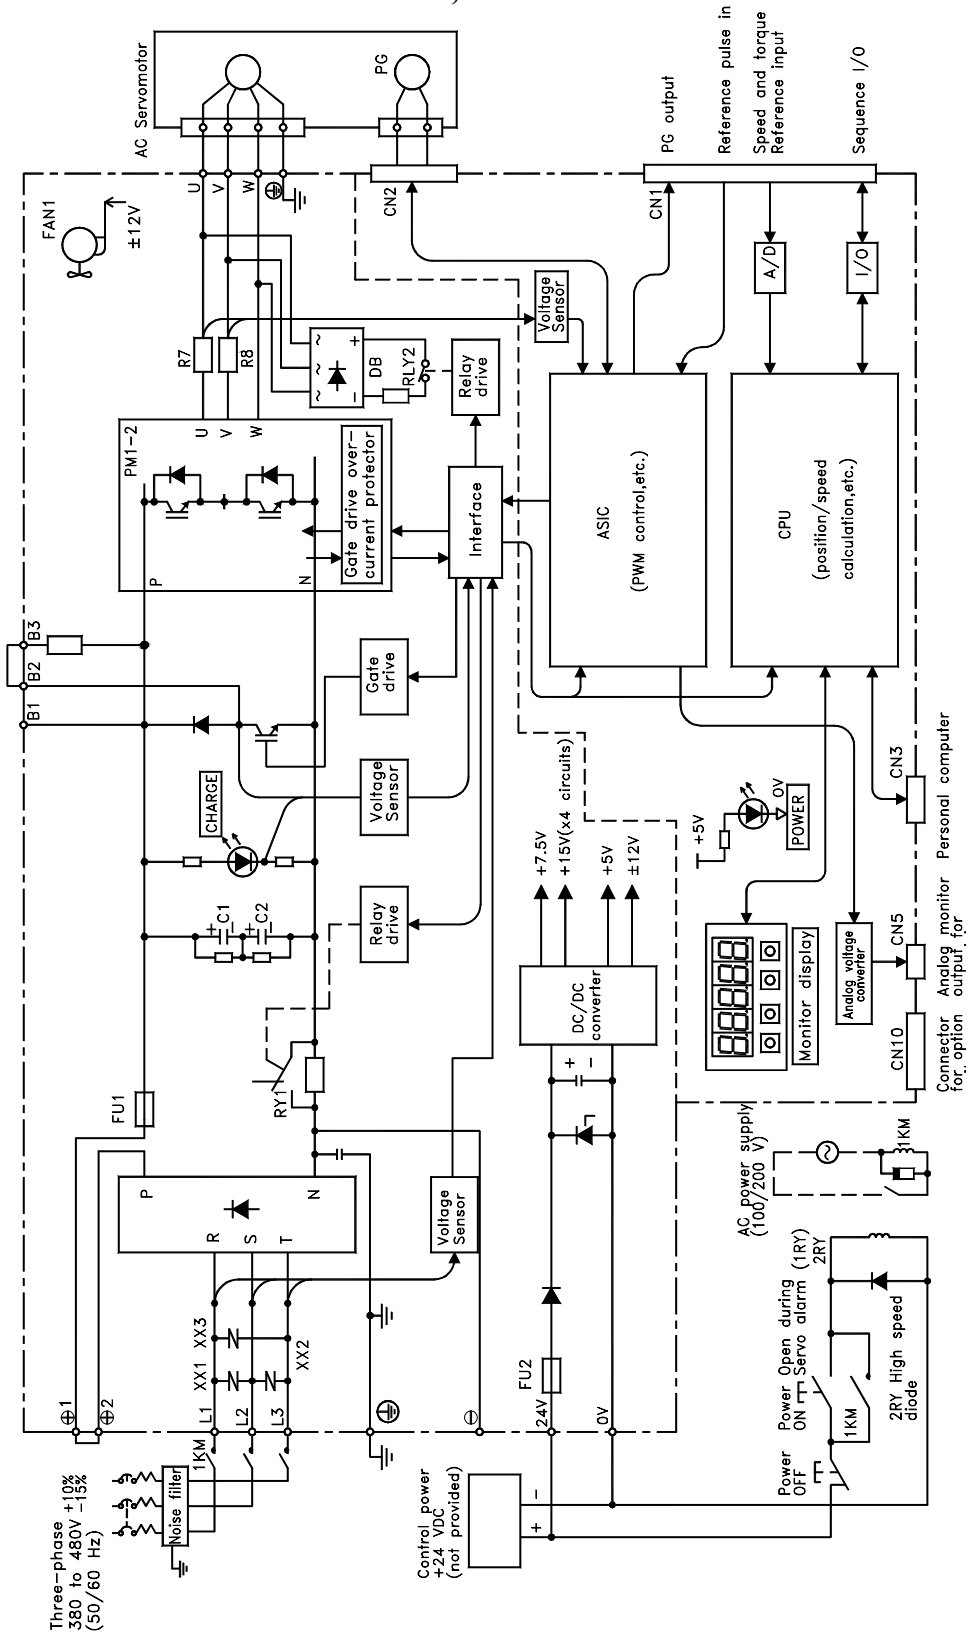 Three-phase
380 to 480V +10%
-15%
(50/60 Hz)
Noise filter
1KM
⊕1
⊕2
L1
L2
L3
XX1
XX3
XX2
R
S
T
P
N
FU1
Voltage
Sensor
RY1
+
C1
−
+
C2
−
Relay
drive
CHARGE
Voltage
Sensor
B1
B2
B3
Gate
drive
P
N
PM1-2
Gate drive over-
current protector
U
V
W
Interface
R7
R8
~
~
~
+
−
DB
RLY2
Relay
drive
Voltage
Sensor
FAN1
±12V
U
V
W
AC Servomotor
PG
CN2
CN1
PG output
Reference pulse in
Speed and torque
Reference input
Sequence I/O
A/D
I/O
ASIC
(PWM control,etc.)
CPU
(position/speed
calculation,etc.)
⊖
24V
0V
FU2
+
−
DC/DC
converter
+7.5V
+15V(x4 circuits)
+5V
±12V
+5V
0V
POWER
Monitor display
Analog voltage
converter
CN3
CN5
CN10
Personal computer
Analog monitor
output for
Connector
for option
Control power
+24 VDC
(not provided)
+
−
Power
OFF
Power
ON
Open during
Servo alarm
(1RY)
2RY
1KM
2RY High speed
diode
AC power supply
(100/200 V)
1KM